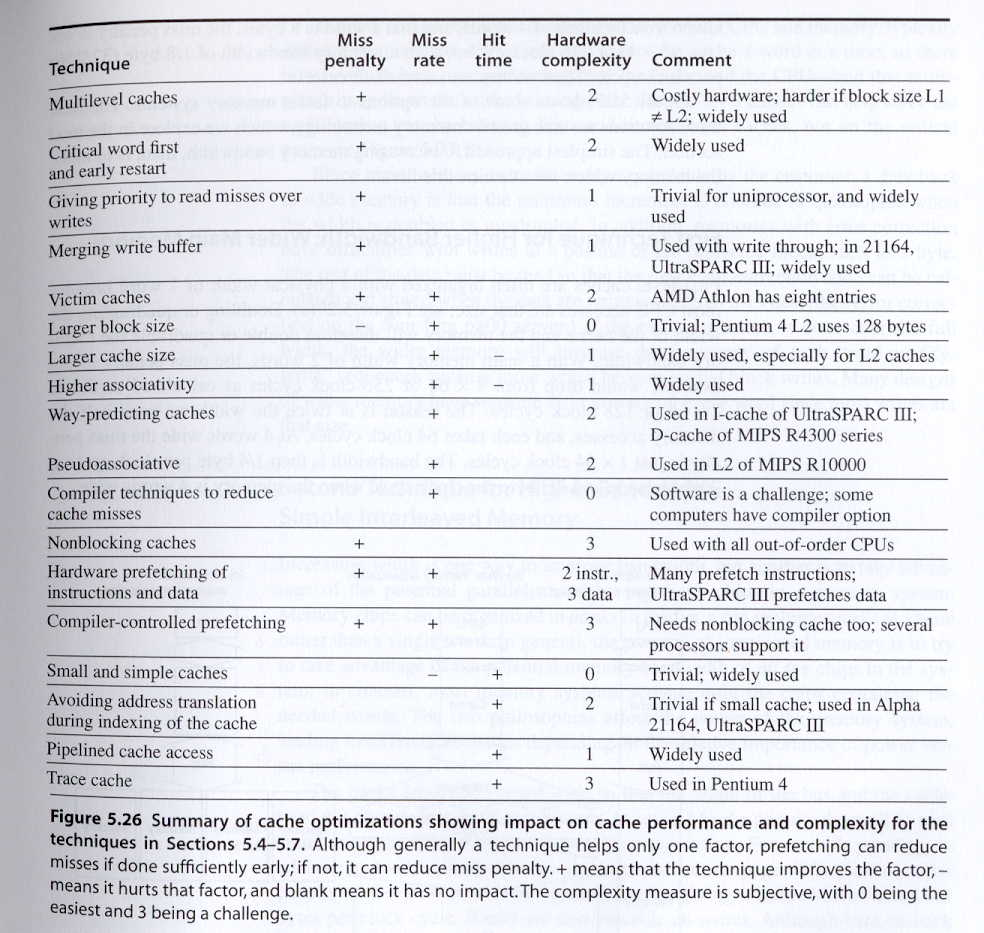 Technique Miss penalty Miss rate Hit time Hardware complexity Comment
Multilevel caches + 2 Costly hardware; harder if block size L1 ≠ L2; widely used
Critical word first and early restart + 2 Widely used
Giving priority to read misses over writes + 1 Trivial for uniprocessor, and widely used
Merging write buffer + 1 Used with write through; in 21164, UltraSPARC III; widely used
Victim caches + + 2 AMD Athlon has eight entries
Larger block size – + 0 Trivial; Pentium 4 L2 uses 128 bytes
Larger cache size + – 1 Widely used, especially for L2 caches
Higher associativity + – 1 Widely used
Way-predicting caches + 2 Used in I-cache of UltraSPARC III; D-cache of MIPS R4300 series
Pseudoassociative + 2 Used in L2 of MIPS R10000
Compiler techniques to reduce cache misses + 0 Software is a challenge; some computers have compiler option
Nonblocking caches + 3 Used with all out-of-order CPUs
Hardware prefetching of instructions and data + + 2 instr., 3 data Many prefetch instructions; UltraSPARC III prefetches data
Compiler-controlled prefetching + + 3 Needs nonblocking cache too; several processors support it
Small and simple caches – + 0 Trivial; widely used
Avoiding address translation during indexing of the cache + 2 Trivial if small cache; used in Alpha 21164, UltraSPARC III
Pipelined cache access + 1 Widely used
Trace cache + 3 Used in Pentium 4
Figure 5.26 Summary of cache optimizations showing impact on cache performance and complexity for the
techniques in Sections 5.4–5.7. Although generally a technique helps only one factor, prefetching can reduce
misses if done sufficiently early; if not, it can reduce miss penalty. + means that the technique improves the factor, –
means it hurts that factor, and blank means it has no impact. The complexity measure is subjective, with 0 being the
easiest and 3 being a challenge.